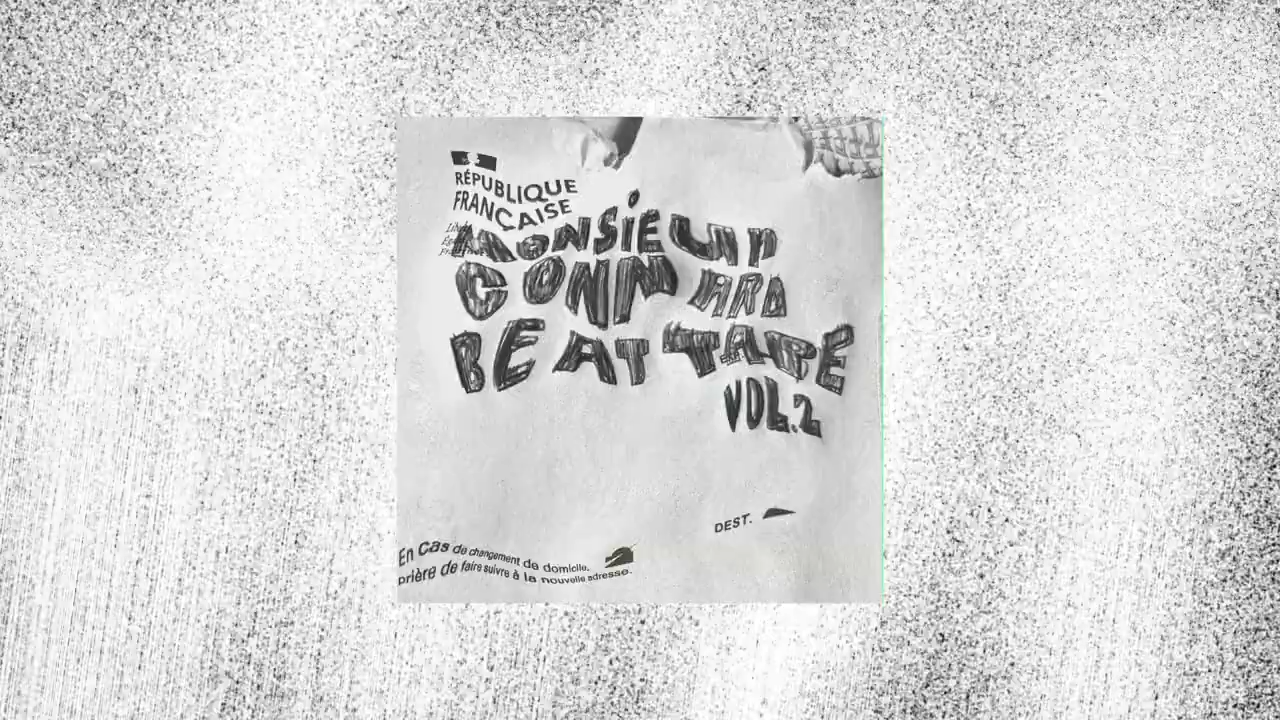 RÉPUBLIQUE
FRANÇAISE
MONSiEUR
CONNARD
BEAT TAPE
VOL.2
DEST.
En cas de changement de domicile,
prière de faire suivre à la nouvelle adresse.